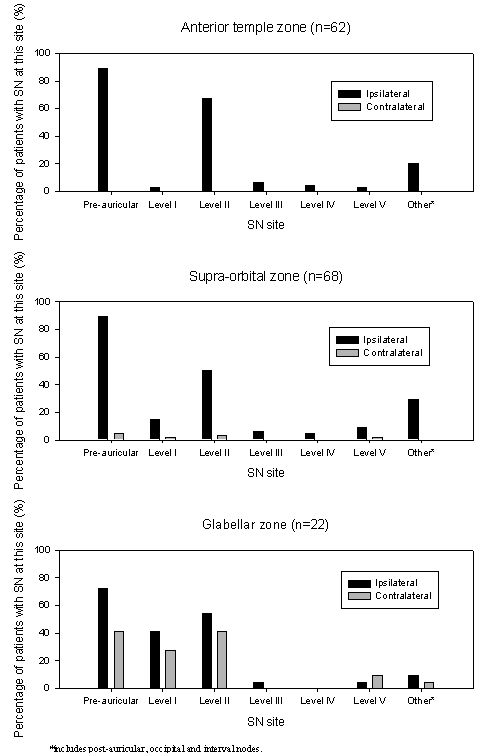 Anterior temple zone (n=62)
Percentage of patients with SN at this site (%)
100
80
60
40
20
0
Ipsilateral
Contralateral
Pre-auricular Level I Level II Level III Level IV Level V Other*
SN site
Supra-orbital zone (n=68)
Percentage of patients with SN at this site (%)
100
80
60
40
20
0
Ipsilateral
Contralateral
Pre-auricular Level I Level II Level III Level IV Level V Other*
SN site
Glabellar zone (n=22)
Percentage of patients with SN at this site (%)
100
80
60
40
20
0
Ipsilateral
Contralateral
Pre-auricular Level I Level II Level III Level IV Level V Other*
SN site
*Includes post-auricular, occipital and interval nodes.